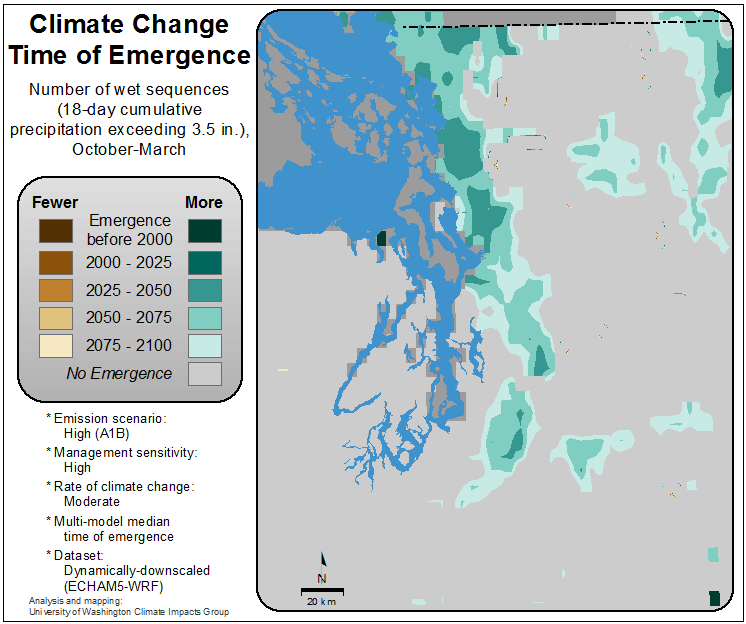 Climate Change
Time of Emergence
Number of wet sequences
(18-day cumulative
precipitation exceeding 3.5 in.),
October-March
Fewer More
Emergence
before 2000
2000 - 2025
2025 - 2050
2050 - 2075
2075 - 2100
No Emergence
* Emission scenario:
High (A1B)
* Management sensitivity:
High
* Rate of climate change:
Moderate
* Multi-model median
time of emergence
* Dataset:
Dynamically-downscaled
(ECHAM5-WRF)
Analysis and mapping:
University of Washington Climate Impacts Group
N
20 km